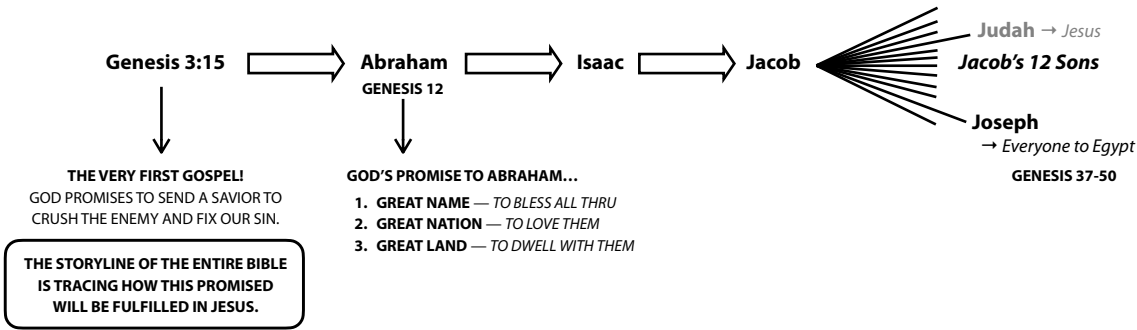 Judah → Jesus
Genesis 3:15
Abraham
Isaac
Jacob
Jacob's 12 Sons
GENESIS 12
Joseph
→ Everyone to Egypt
GENESIS 37-50
THE VERY FIRST GOSPEL!
GOD PROMISES TO SEND A SAVIOR TO
CRUSH THE ENEMY AND FIX OUR SIN.
THE STORYLINE OF THE ENTIRE BIBLE
IS TRACING HOW THIS PROMISED
WILL BE FULFILLED IN JESUS.
GOD'S PROMISE TO ABRAHAM…
1. GREAT NAME — TO BLESS ALL THRU
2. GREAT NATION — TO LOVE THEM
3. GREAT LAND — TO DWELL WITH THEM